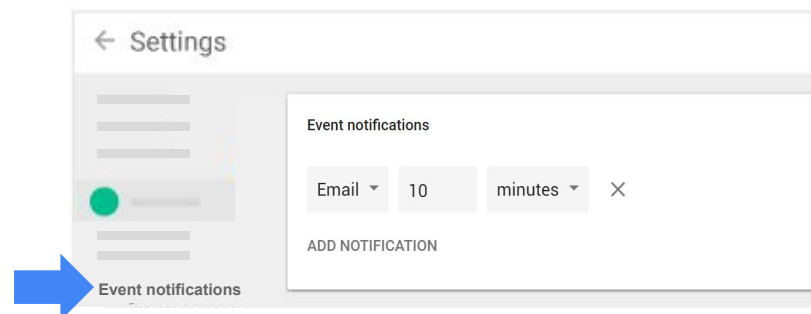 Settings
Event notifications
Email 10 minutes
ADD NOTIFICATION
Event notifications